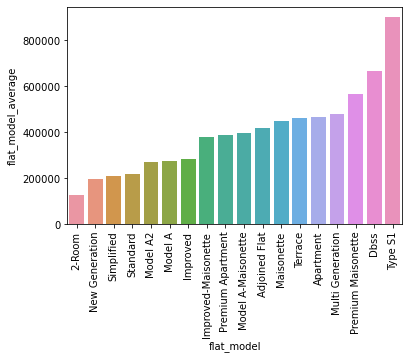 800000
600000
400000
200000
0
flat_model_average
2-Room
New Generation
Simplified
Standard
Model A2
Model A
Improved
Improved-Maisonette
Premium Apartment
Model A-Maisonette
Adjoined Flat
Maisonette
Terrace
Apartment
Multi Generation
Premium Maisonette
Dbss
Type S1
flat_model